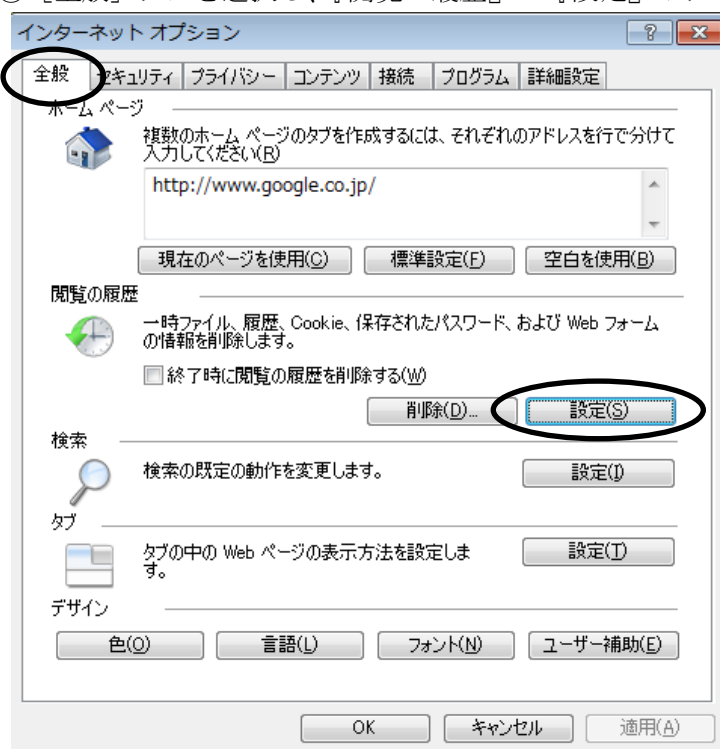 インターネット オプション
全般 セキュリティ プライバシー コンテンツ 接続 プログラム 詳細設定
ホーム ページ
複数のホーム ページのタブを作成するには、それぞれのアドレスを行で分けて
入力してください(R)
http://www.google.co.jp/
現在のページを使用(C) 標準設定(F) 空白を使用(B)
閲覧の履歴
一時ファイル、履歴、Cookie、保存されたパスワード、および Web フォーム
の情報を削除します。
終了時に閲覧の履歴を削除する(W)
削除(D)... 設定(S)
検索
検索の既定の動作を変更します。
設定(I)
タブ
タブの中の Web ページの表示方法を設定しま
す。
設定(T)
デザイン
色(O) 言語(L) フォント(N) ユーザー補助(E)
OK キャンセル 適用(A)